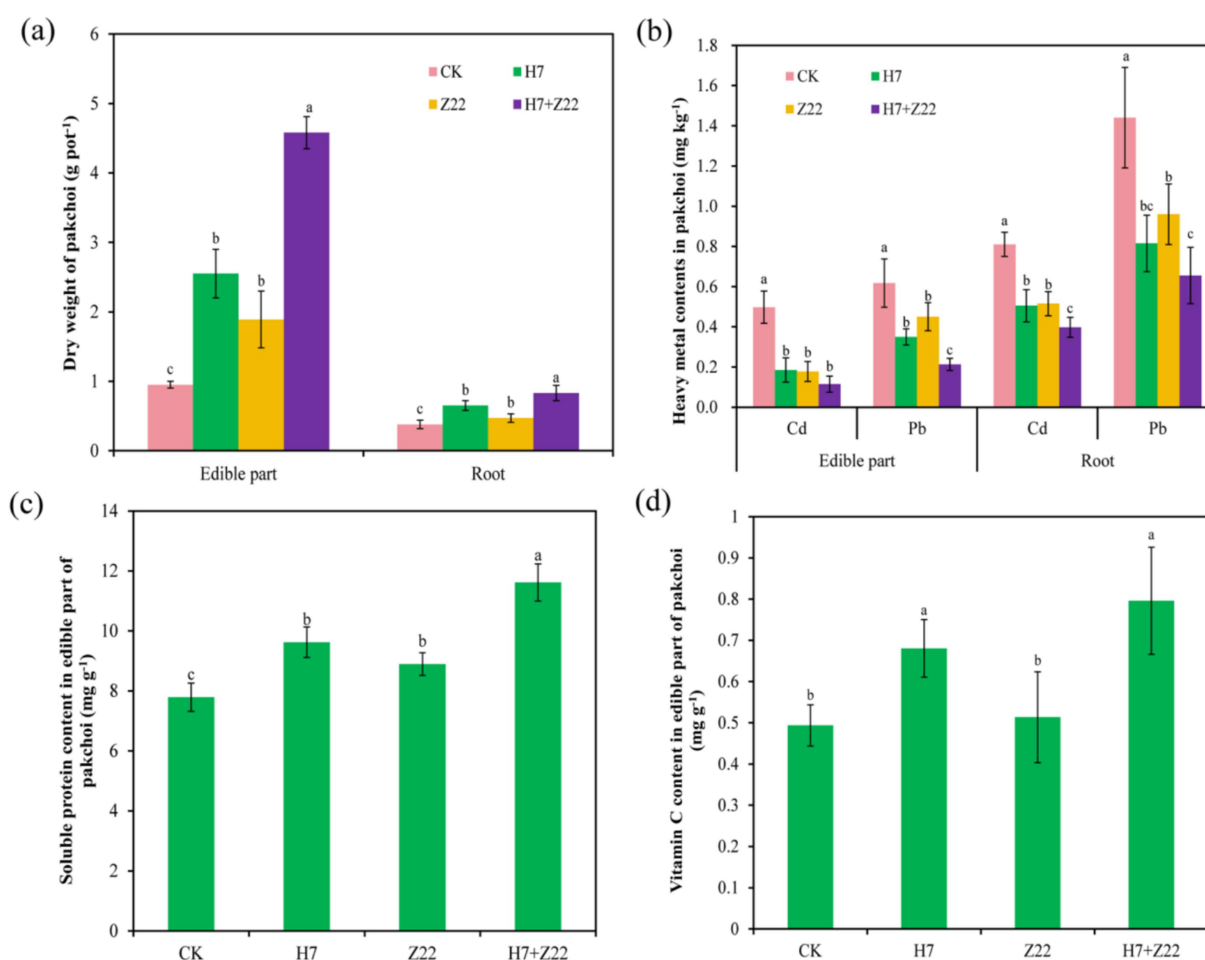 (a)
Dry weight of pakchoi (g pot⁻¹)
6
5
4
3
2
1
0
CK
H7
Z22
H7+Z22
c
b
b
a
c
b
b
a
Edible part
Root
(b)
Heavy metal contents in pakchoi (mg kg⁻¹)
1.8
1.6
1.4
1.2
1.0
0.8
0.6
0.4
0.2
0.0
CK
H7
Z22
H7+Z22
a
b
b
b
a
b
b
c
a
b
b
c
a
bc
b
c
Cd
Pb
Cd
Pb
Edible part
Root
(c)
Soluble protein content in edible part of
pakchoi (mg g⁻¹)
14
12
10
8
6
4
2
0
c
b
b
a
CK
H7
Z22
H7+Z22
(d)
Vitamin C content in edible part of pakchoi
(mg g⁻¹)
1
0.9
0.8
0.7
0.6
0.5
0.4
0.3
0.2
0.1
0
b
a
b
a
CK
H7
Z22
H7+Z22